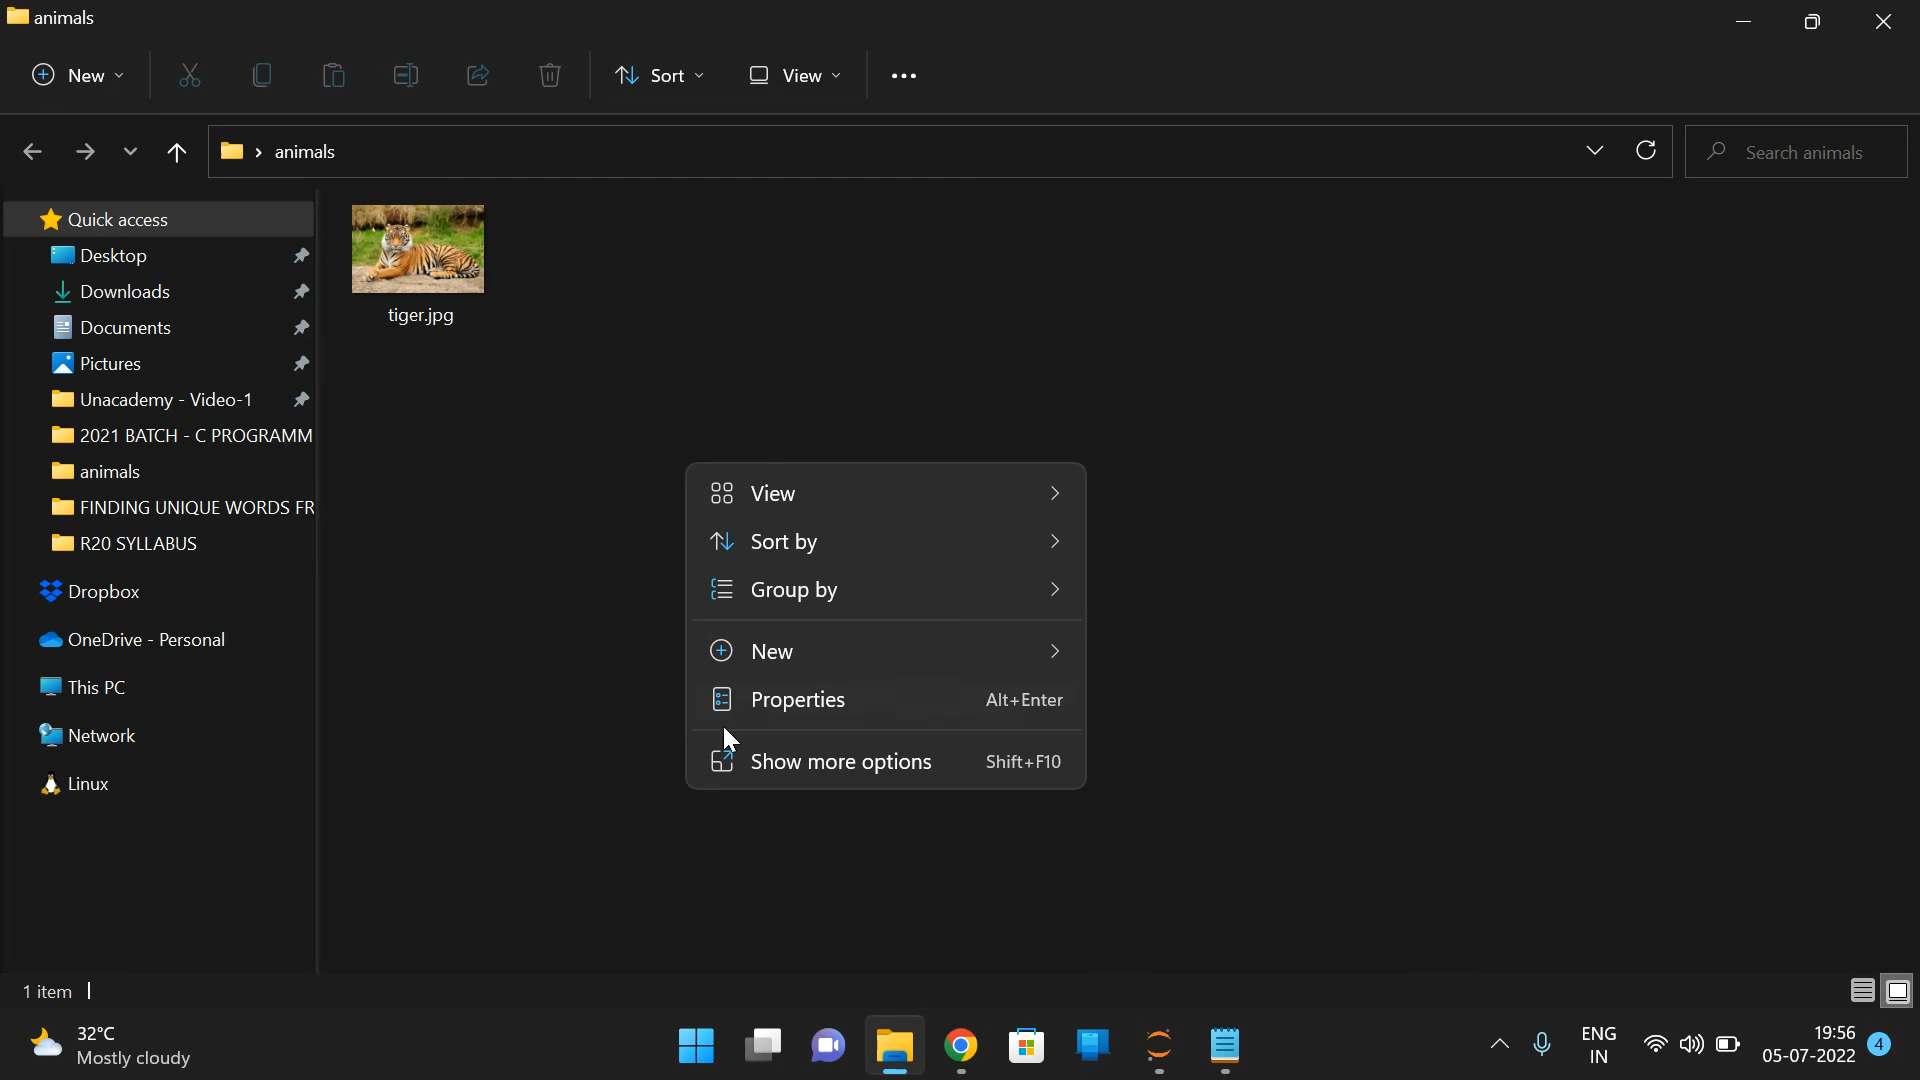 animals
New
Sort
View
animals
Search animals
Quick access
Desktop
Downloads
Documents
Pictures
Unacademy - Video-1
2021 BATCH - C PROGRAMM
animals
FINDING UNIQUE WORDS FR
R20 SYLLABUS
Dropbox
OneDrive - Personal
This PC
Network
Linux
tiger.jpg
View
Sort by
Group by
New
Properties Alt+Enter
Show more options Shift+F10
1 item
32°C
Mostly cloudy
ENG
IN
19:56
05-07-2022
4